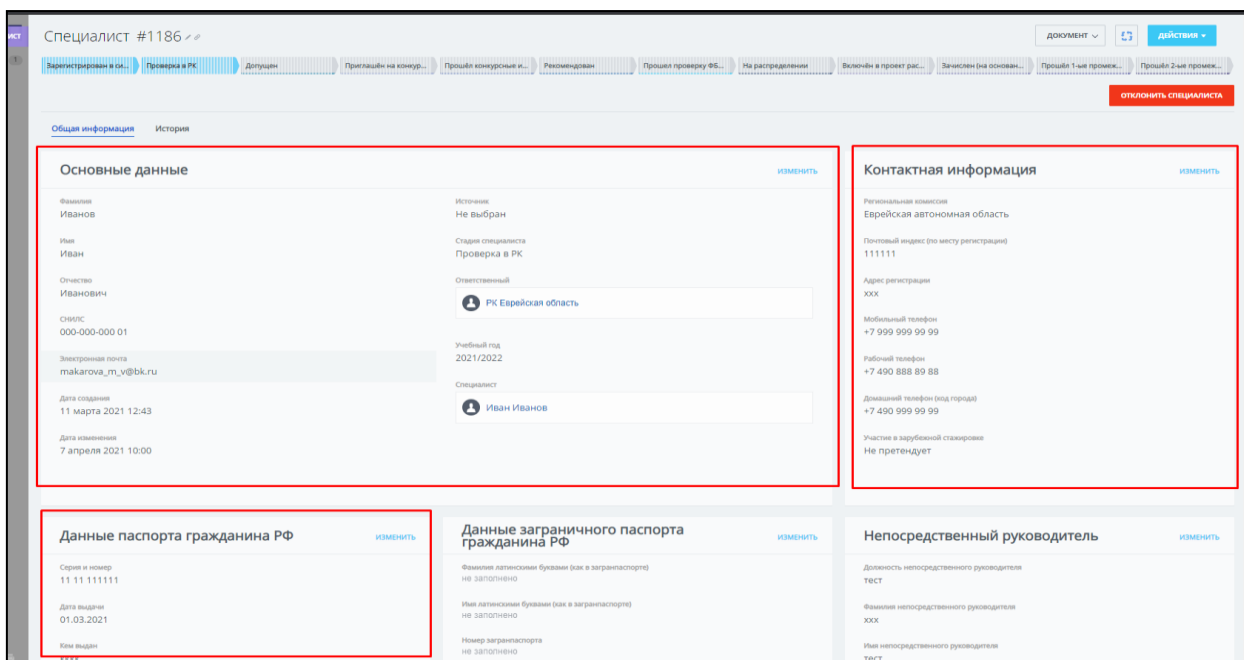 ИСТ
1
Специалист #1186
ДОКУМЕНТ
ДЕЙСТВИЯ
Зарегистрирован в си... Проверка в РК Допущен Приглашён на конкур... Прошёл конкурсные и... Рекомендован Прошел проверку ФБ... На распределении Включён в проект рас... Зачислен (на основан... Прошёл 1-ые промеж... Прошёл 2-ые промеж...
ОТКЛОНИТЬ СПЕЦИАЛИСТА
Общая информация История
Основные данные
ИЗМЕНИТЬ
Фамилия
Иванов
Имя
Иван
Отчество
Иванович
СНИЛС
000-000-000 01
Электронная почта
makarova_m_v@bk.ru
Дата создания
11 марта 2021 12:43
Дата изменения
7 апреля 2021 10:00
Источник
Не выбран
Стадия специалиста
Проверка в РК
Ответственный
РК Еврейская область
Учебный год
2021/2022
Специалист
Иван Иванов
Контактная информация
ИЗМЕНИТЬ
Региональная комиссия
Еврейская автономная область
Почтовый индекс (по месту регистрации)
111111
Адрес регистрации
xxx
Мобильный телефон
+7 999 999 99 99
Рабочий телефон
+7 490 888 89 88
Домашний телефон (код города)
+7 490 999 99 99
Участие в зарубежной стажировке
Не претендует
Данные паспорта гражданина РФ
ИЗМЕНИТЬ
Серия и номер
11 11 111111
Дата выдачи
01.03.2021
Кем выдан
Данные заграничного паспорта
гражданина РФ
ИЗМЕНИТЬ
Фамилия латинскими буквами (как в загранпаспорте)
не заполнено
Имя латинскими буквами (как в загранпаспорте)
не заполнено
Номер загранпаспорта
не заполнено
Непосредственный руководитель
ИЗМЕНИТЬ
Должность непосредственного руководителя
тест
Фамилия непосредственного руководителя
xxx
Имя непосредственного руководителя
тест